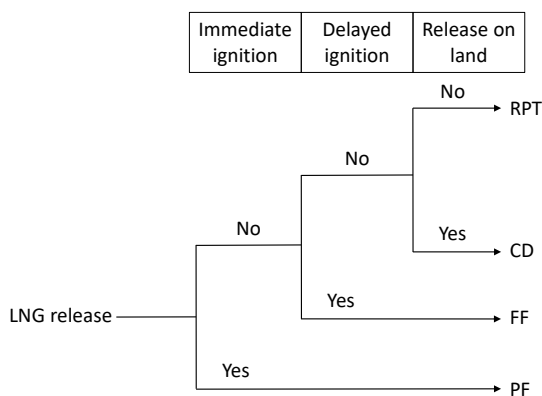 Immediate ignition
Delayed ignition
Release on land
No
RPT
No
Yes
CD
No
Yes
FF
LNG release
Yes
PF